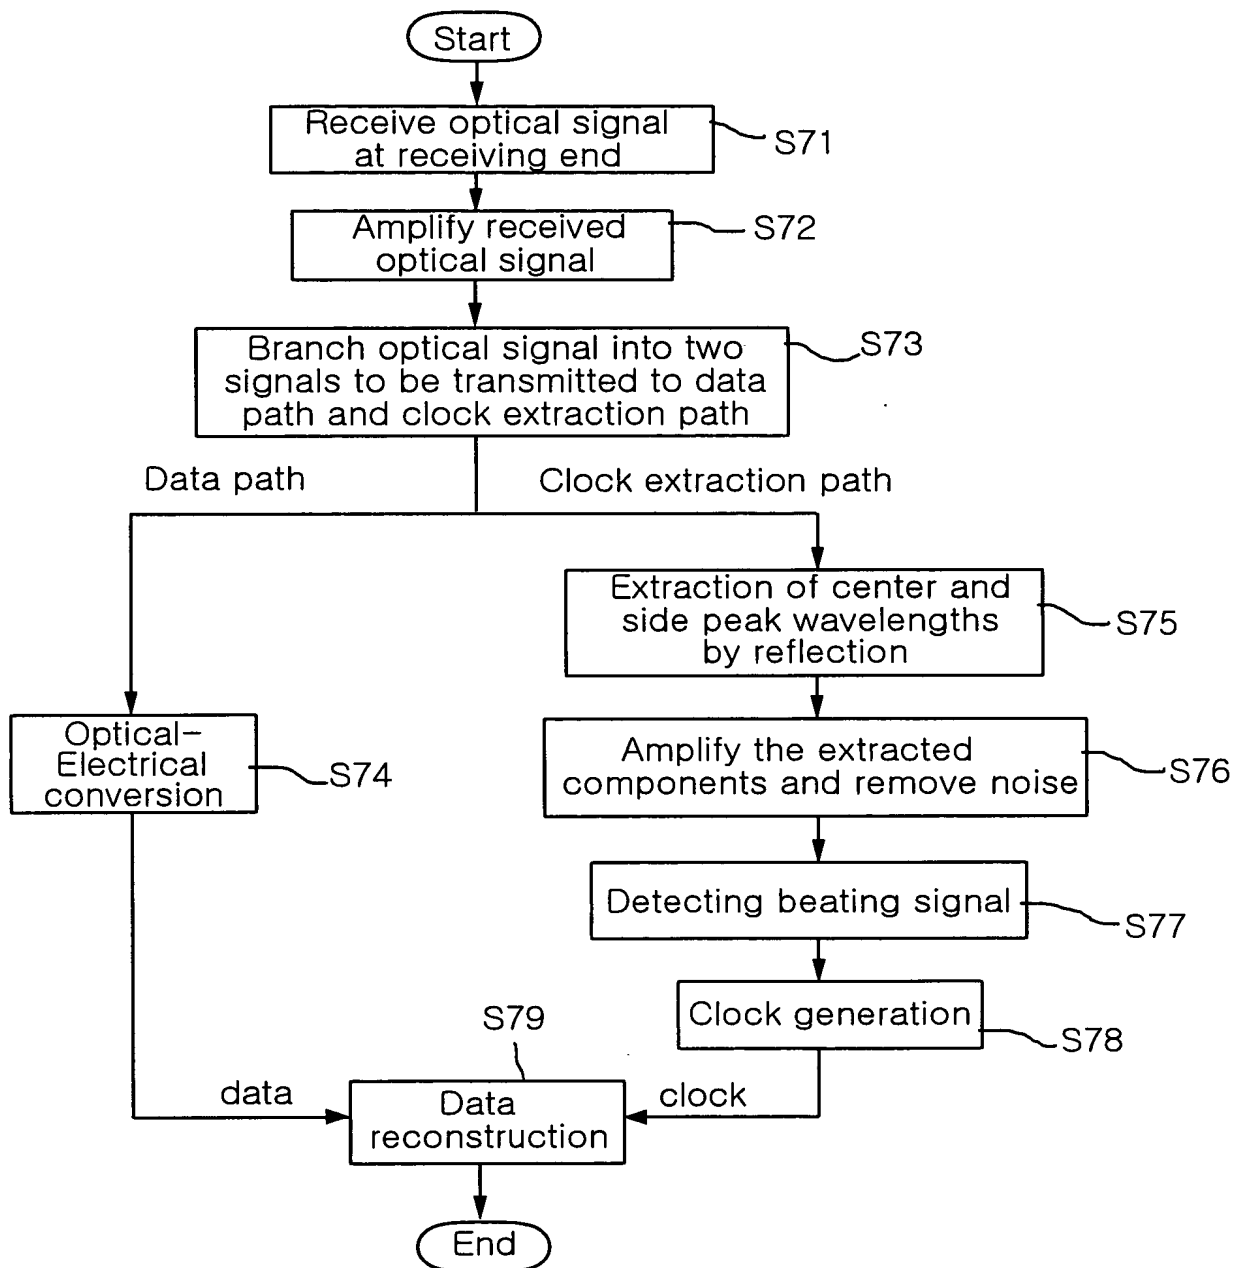 Start
Receive optical signal
at receiving end
S71
Amplify received
optical signal
S72
Branch optical signal into two
signals to be transmitted to data
path and clock extraction path
S73
Data path
Clock extraction path
Extraction of center and
side peak wavelengths
by reflection
S75
Optical-
Electrical
conversion
S74
Amplify the extracted
components and remove noise
S76
Detecting beating signal
S77
Clock generation
S78
S79
data
Data
reconstruction
clock
End